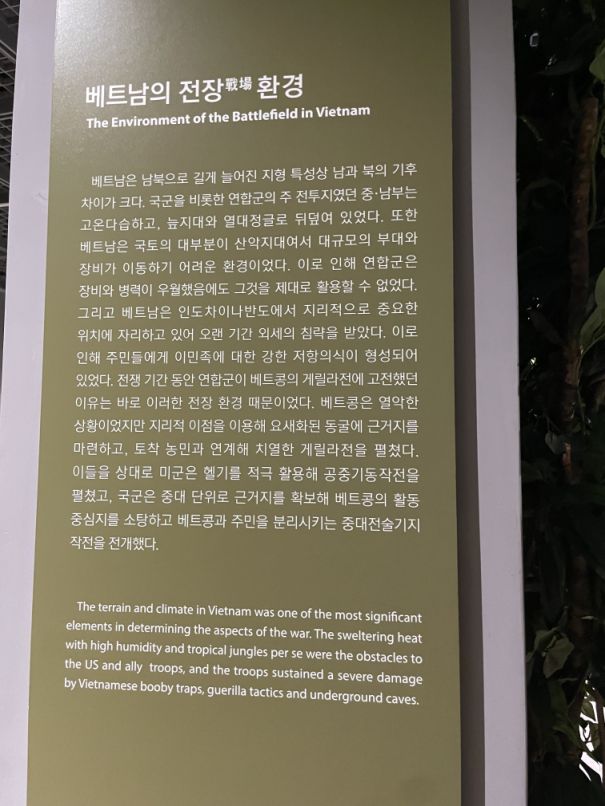 베트남의 전장戰場 환경
The Environment of the Battlefield in Vietnam
베트남은 남북으로 길게 늘어진 지형 특성상 남과 북의 기후
차이가 크다. 국군을 비롯한 연합군의 주 전투지였던 중·남부는
고온다습하고, 늪지대와 열대정글로 뒤덮여 있었다. 또한
베트남은 국토의 대부분이 산악지대여서 대규모의 부대와
장비가 이동하기 어려운 환경이었다. 이로 인해 연합군은
장비와 병력이 우월했음에도 그것을 제대로 활용할 수 없었다.
그리고 베트남은 인도차이나반도에서 지리적으로 중요한
위치에 자리하고 있어 오랜 기간 외세의 침략을 받았다. 이로
인해 주민들에게 이민족에 대한 강한 저항의식이 형성되어
있었다. 전쟁 기간 동안 연합군이 베트콩의 게릴라전에 고전했던
이유는 바로 이러한 전장 환경 때문이었다. 베트콩은 열악한
상황이었지만 지리적 이점을 이용해 요새화된 동굴에 근거지를
마련하고, 토착 농민과 연계해 치열한 게릴라전을 펼쳤다.
이들을 상대로 미군은 헬기를 적극 활용해 공중기동작전을
펼쳤고, 국군은 중대 단위로 근거지를 확보해 베트콩의 활동
중심지를 소탕하고 베트콩과 주민을 분리시키는 중대전술기지
작전을 전개했다.
The terrain and climate in Vietnam was one of the most significant
elements in determining the aspects of the war. The sweltering heat
with high humidity and tropical jungles per se were the obstacles to
the US and ally troops, and the troops sustained a severe damage
by Vietnamese booby traps, guerilla tactics and underground caves.